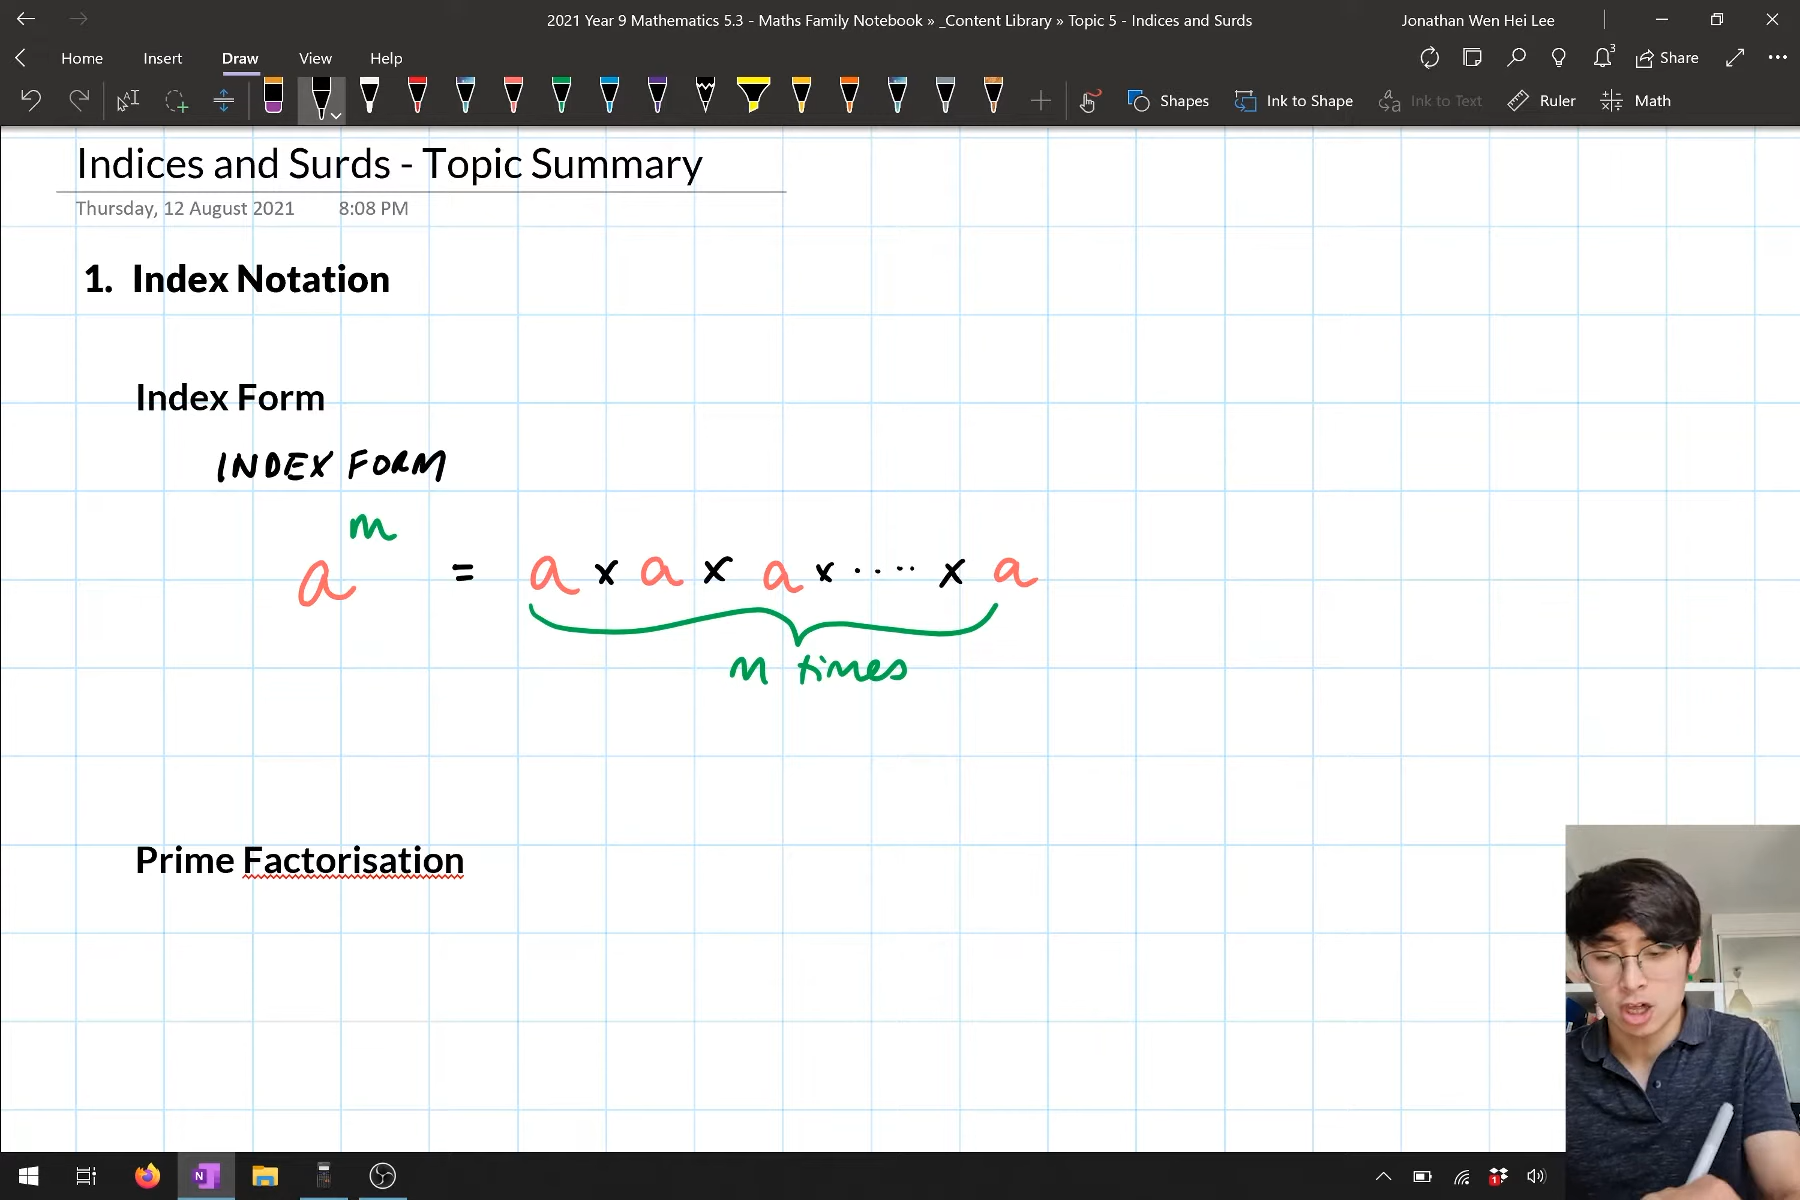 2021 Year 9 Mathematics 5.3 - Maths Family Notebook » _Content Library » Topic 5 - Indices and Surds
Jonathan Wen Hei Lee
Home Insert Draw View Help
3
Share
Shapes
Ink to Shape
Ink to Text
Ruler
Math
Indices and Surds - Topic Summary
Thursday, 12 August 2021 8:08 PM
1. Index Notation
Index Form
INDEX FORM
a^m = a × a × a × ····· × a
m times
Prime Factorisation